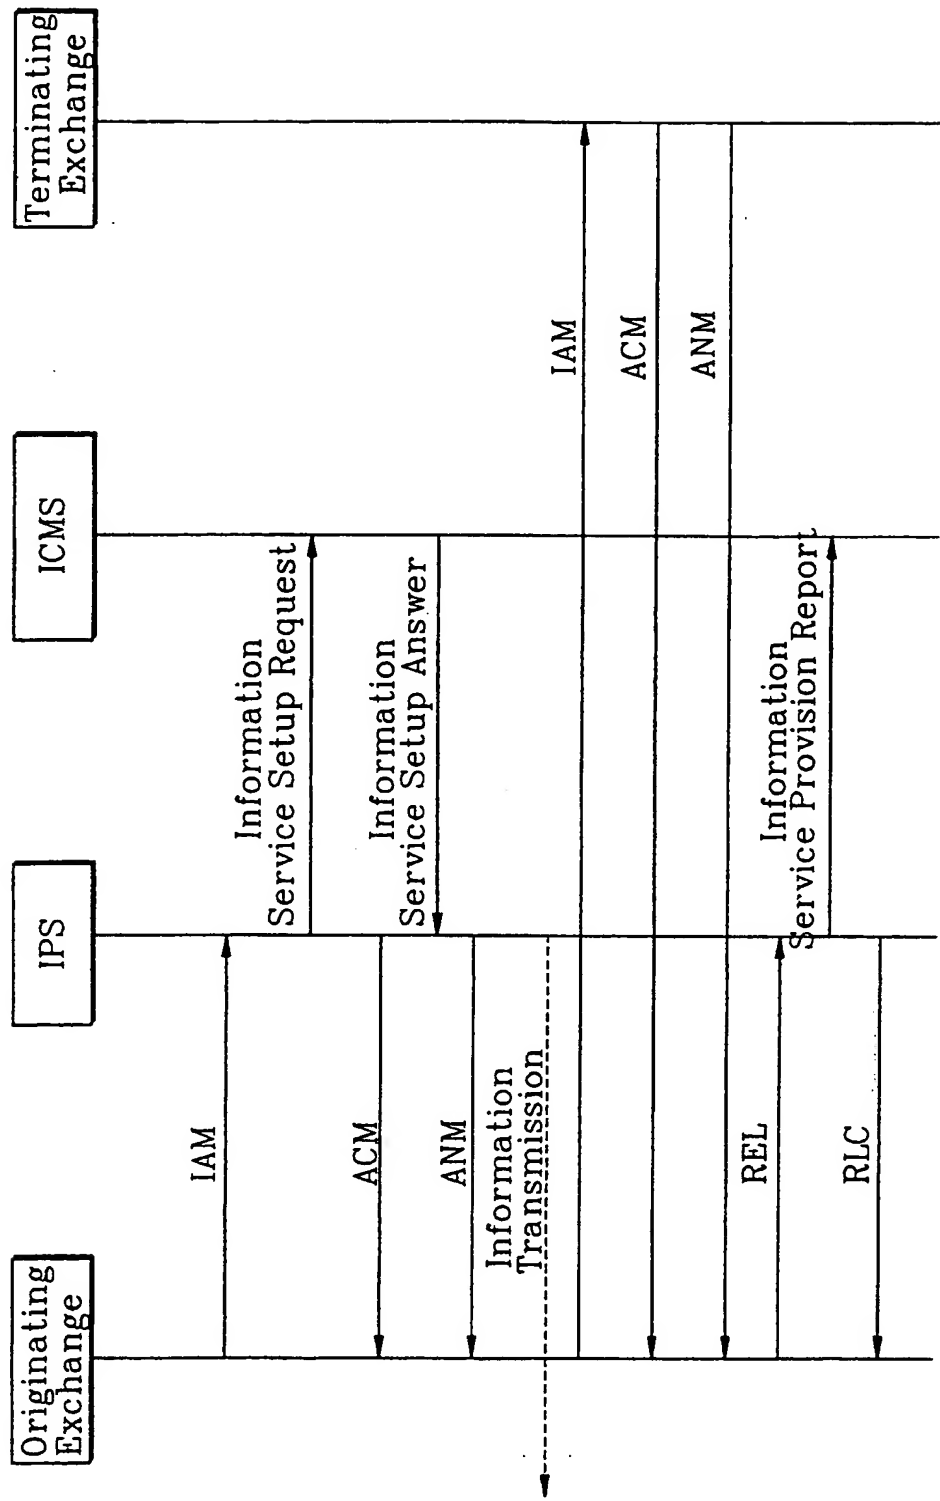 Originating
Exchange
IPS
ICMS
Terminating
Exchange
IAM
Information
Service Setup Request
ACM
Information
Service Setup Answer
ANM
Information
Transmission
IAM
ACM
ANM
REL
Information
Service Provision Report
RLC